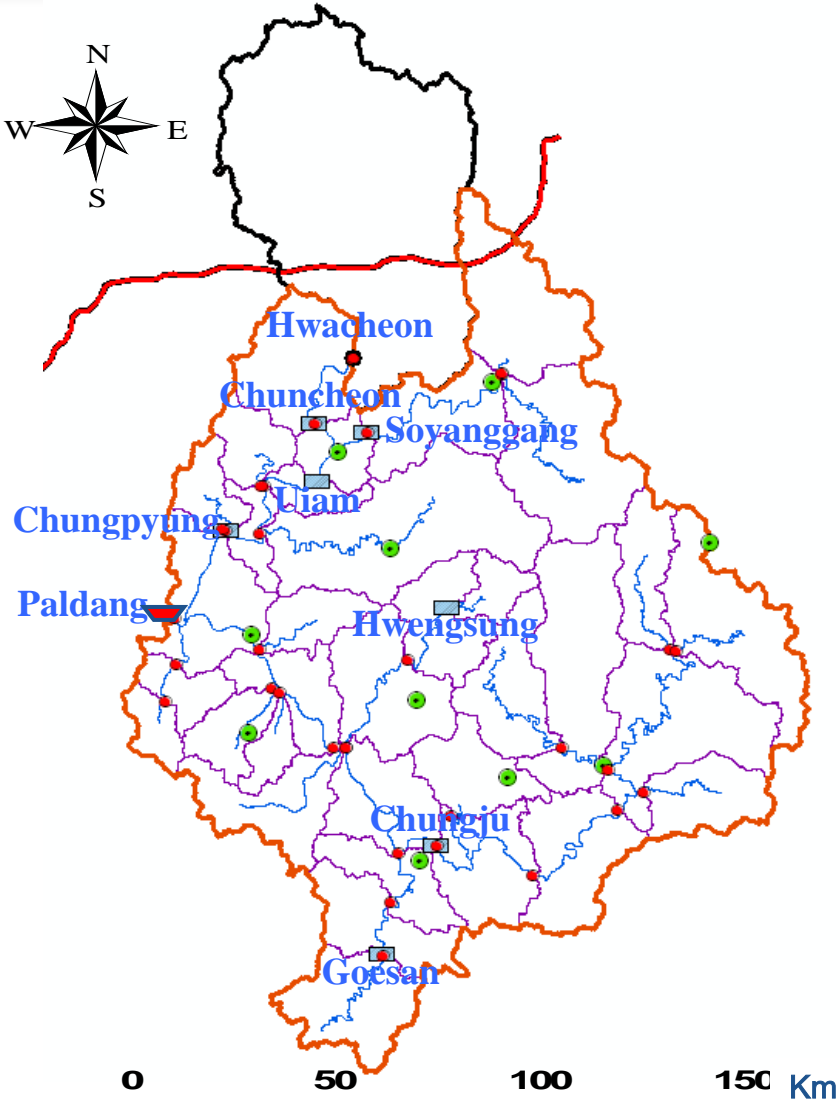 N
W E
S
Hwacheon
Chuncheon
Soyanggang
Uiam
Chungpyung
Paldang
Hwengsung
Chungju
Goesan
0 50 100 150 Km